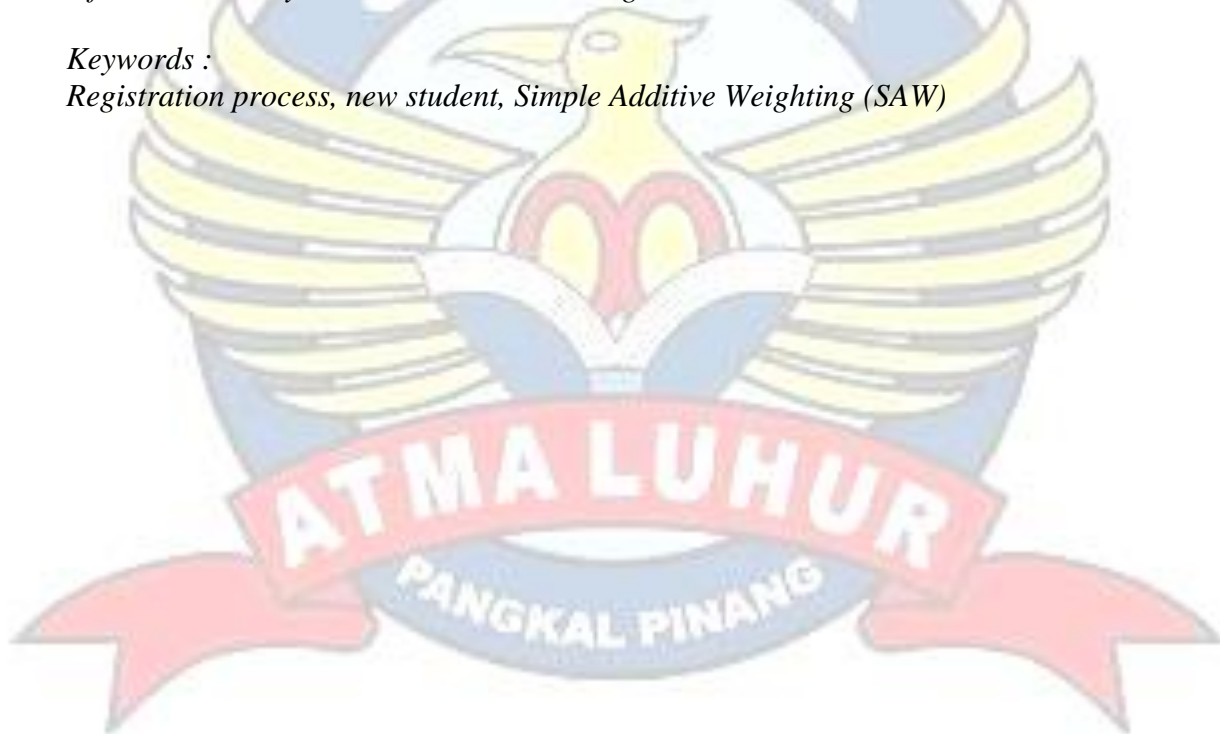 Keywords :
Registration process, new student, Simple Additive Weighting (SAW)
ATMA LUHUR
PANGKAL PINANG